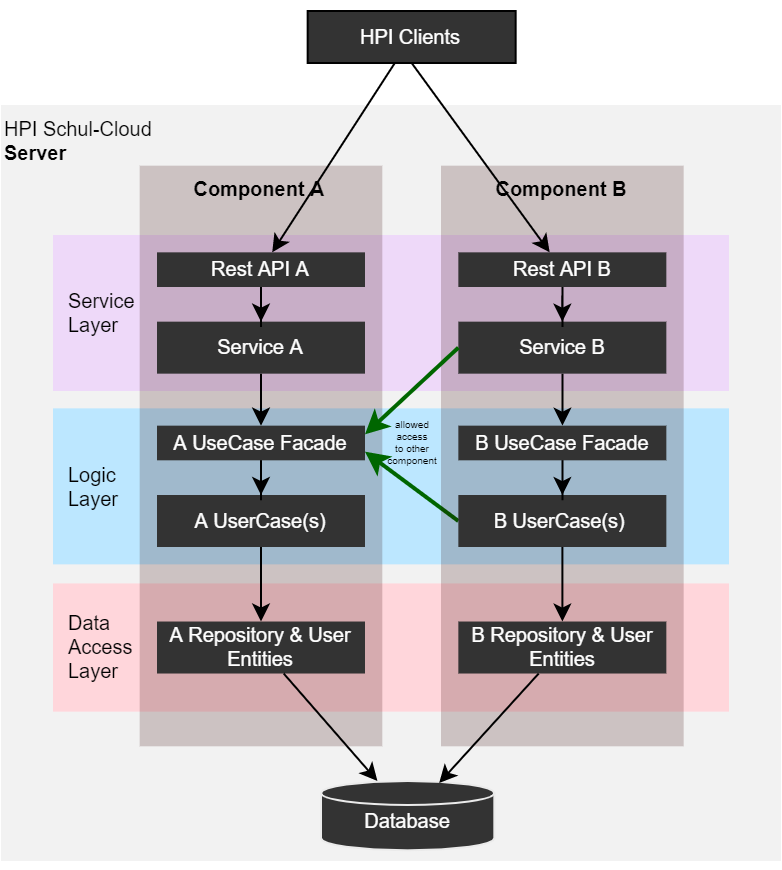 HPI Clients
HPI Schul-Cloud
Server
Component A
Component B
Service
Layer
Rest API A
Rest API B
Service A
Service B
Logic
Layer
A UseCase Facade
allowed
access
to other
component
B UseCase Facade
A UserCase(s)
B UserCase(s)
Data
Access
Layer
A Repository & User
Entities
B Repository & User
Entities
Database